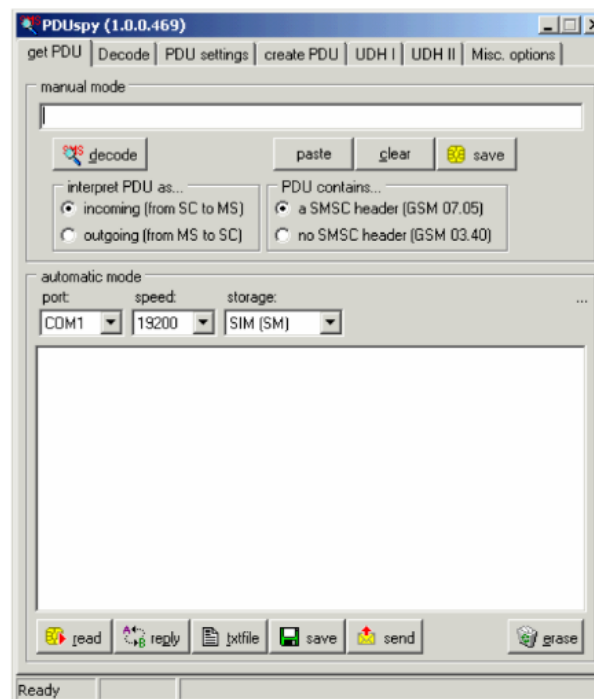 PDUspy (1.0.0.469)
get PDU Decode PDU settings create PDU UDH I UDH II Misc. options
manual mode
SMS decode paste clear save
interpret PDU as... PDU contains...
incoming (from SC to MS) a SMSC header (GSM 07.05)
outgoing (from MS to SC) no SMSC header (GSM 03.40)
automatic mode
port: speed: storage: ...
COM1 19200 SIM (SM)
read A B reply txtfile save send erase
Ready